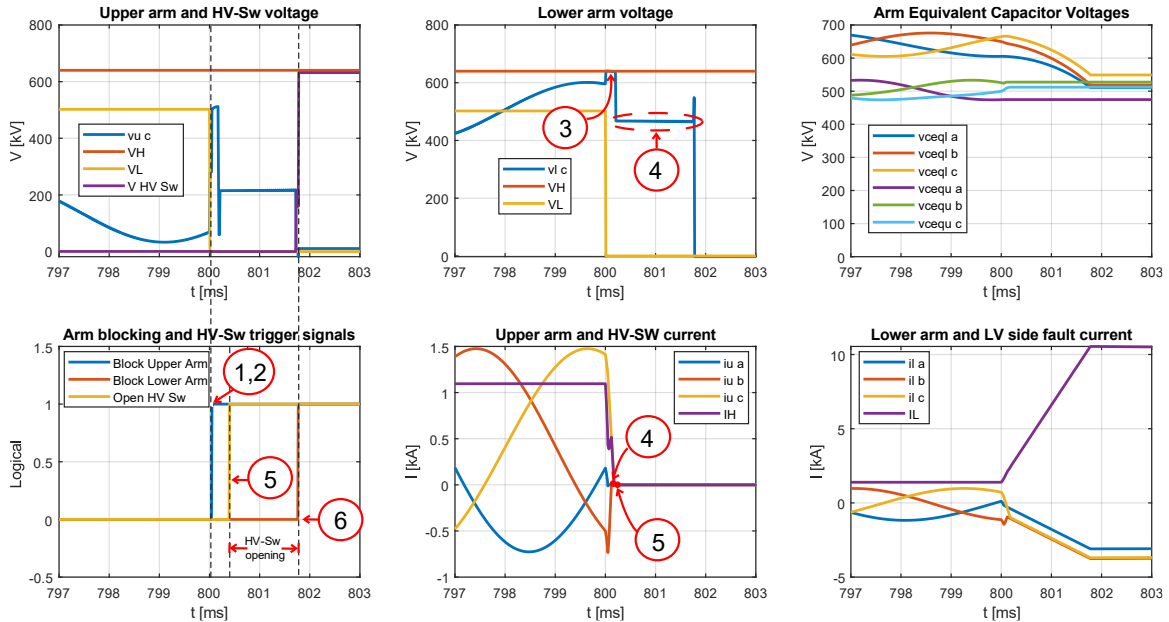 Upper arm and HV-Sw voltage
800
600
400
200
0
V [kV]
vu c
VH
VL
V HV Sw
797 798 799 800 801 802 803
t [ms]
Lower arm voltage
800
600
400
200
0
V [kV]
3
4
vl c
VH
VL
797 798 799 800 801 802 803
t [ms]
Arm Equivalent Capacitor Voltages
700
600
500
400
300
200
100
0
V [kV]
vceql a
vceql b
vceql c
vcequ a
vcequ b
vcequ c
797 798 799 800 801 802 803
t [ms]
Arm blocking and HV-Sw trigger signals
1.5
1
0.5
0
-0.5
Logical
Block Upper Arm
Block Lower Arm
Open HV Sw
1,2
5
6
HV-Sw
opening
797 798 799 800 801 802 803
t [ms]
Upper arm and HV-SW current
1.5
1
0.5
0
-0.5
-1
I [kA]
iu a
iu b
iu c
IH
4
5
797 798 799 800 801 802 803
t [ms]
Lower arm and LV side fault current
10
5
0
-5
I [kA]
il a
il b
il c
IL
797 798 799 800 801 802 803
t [ms]